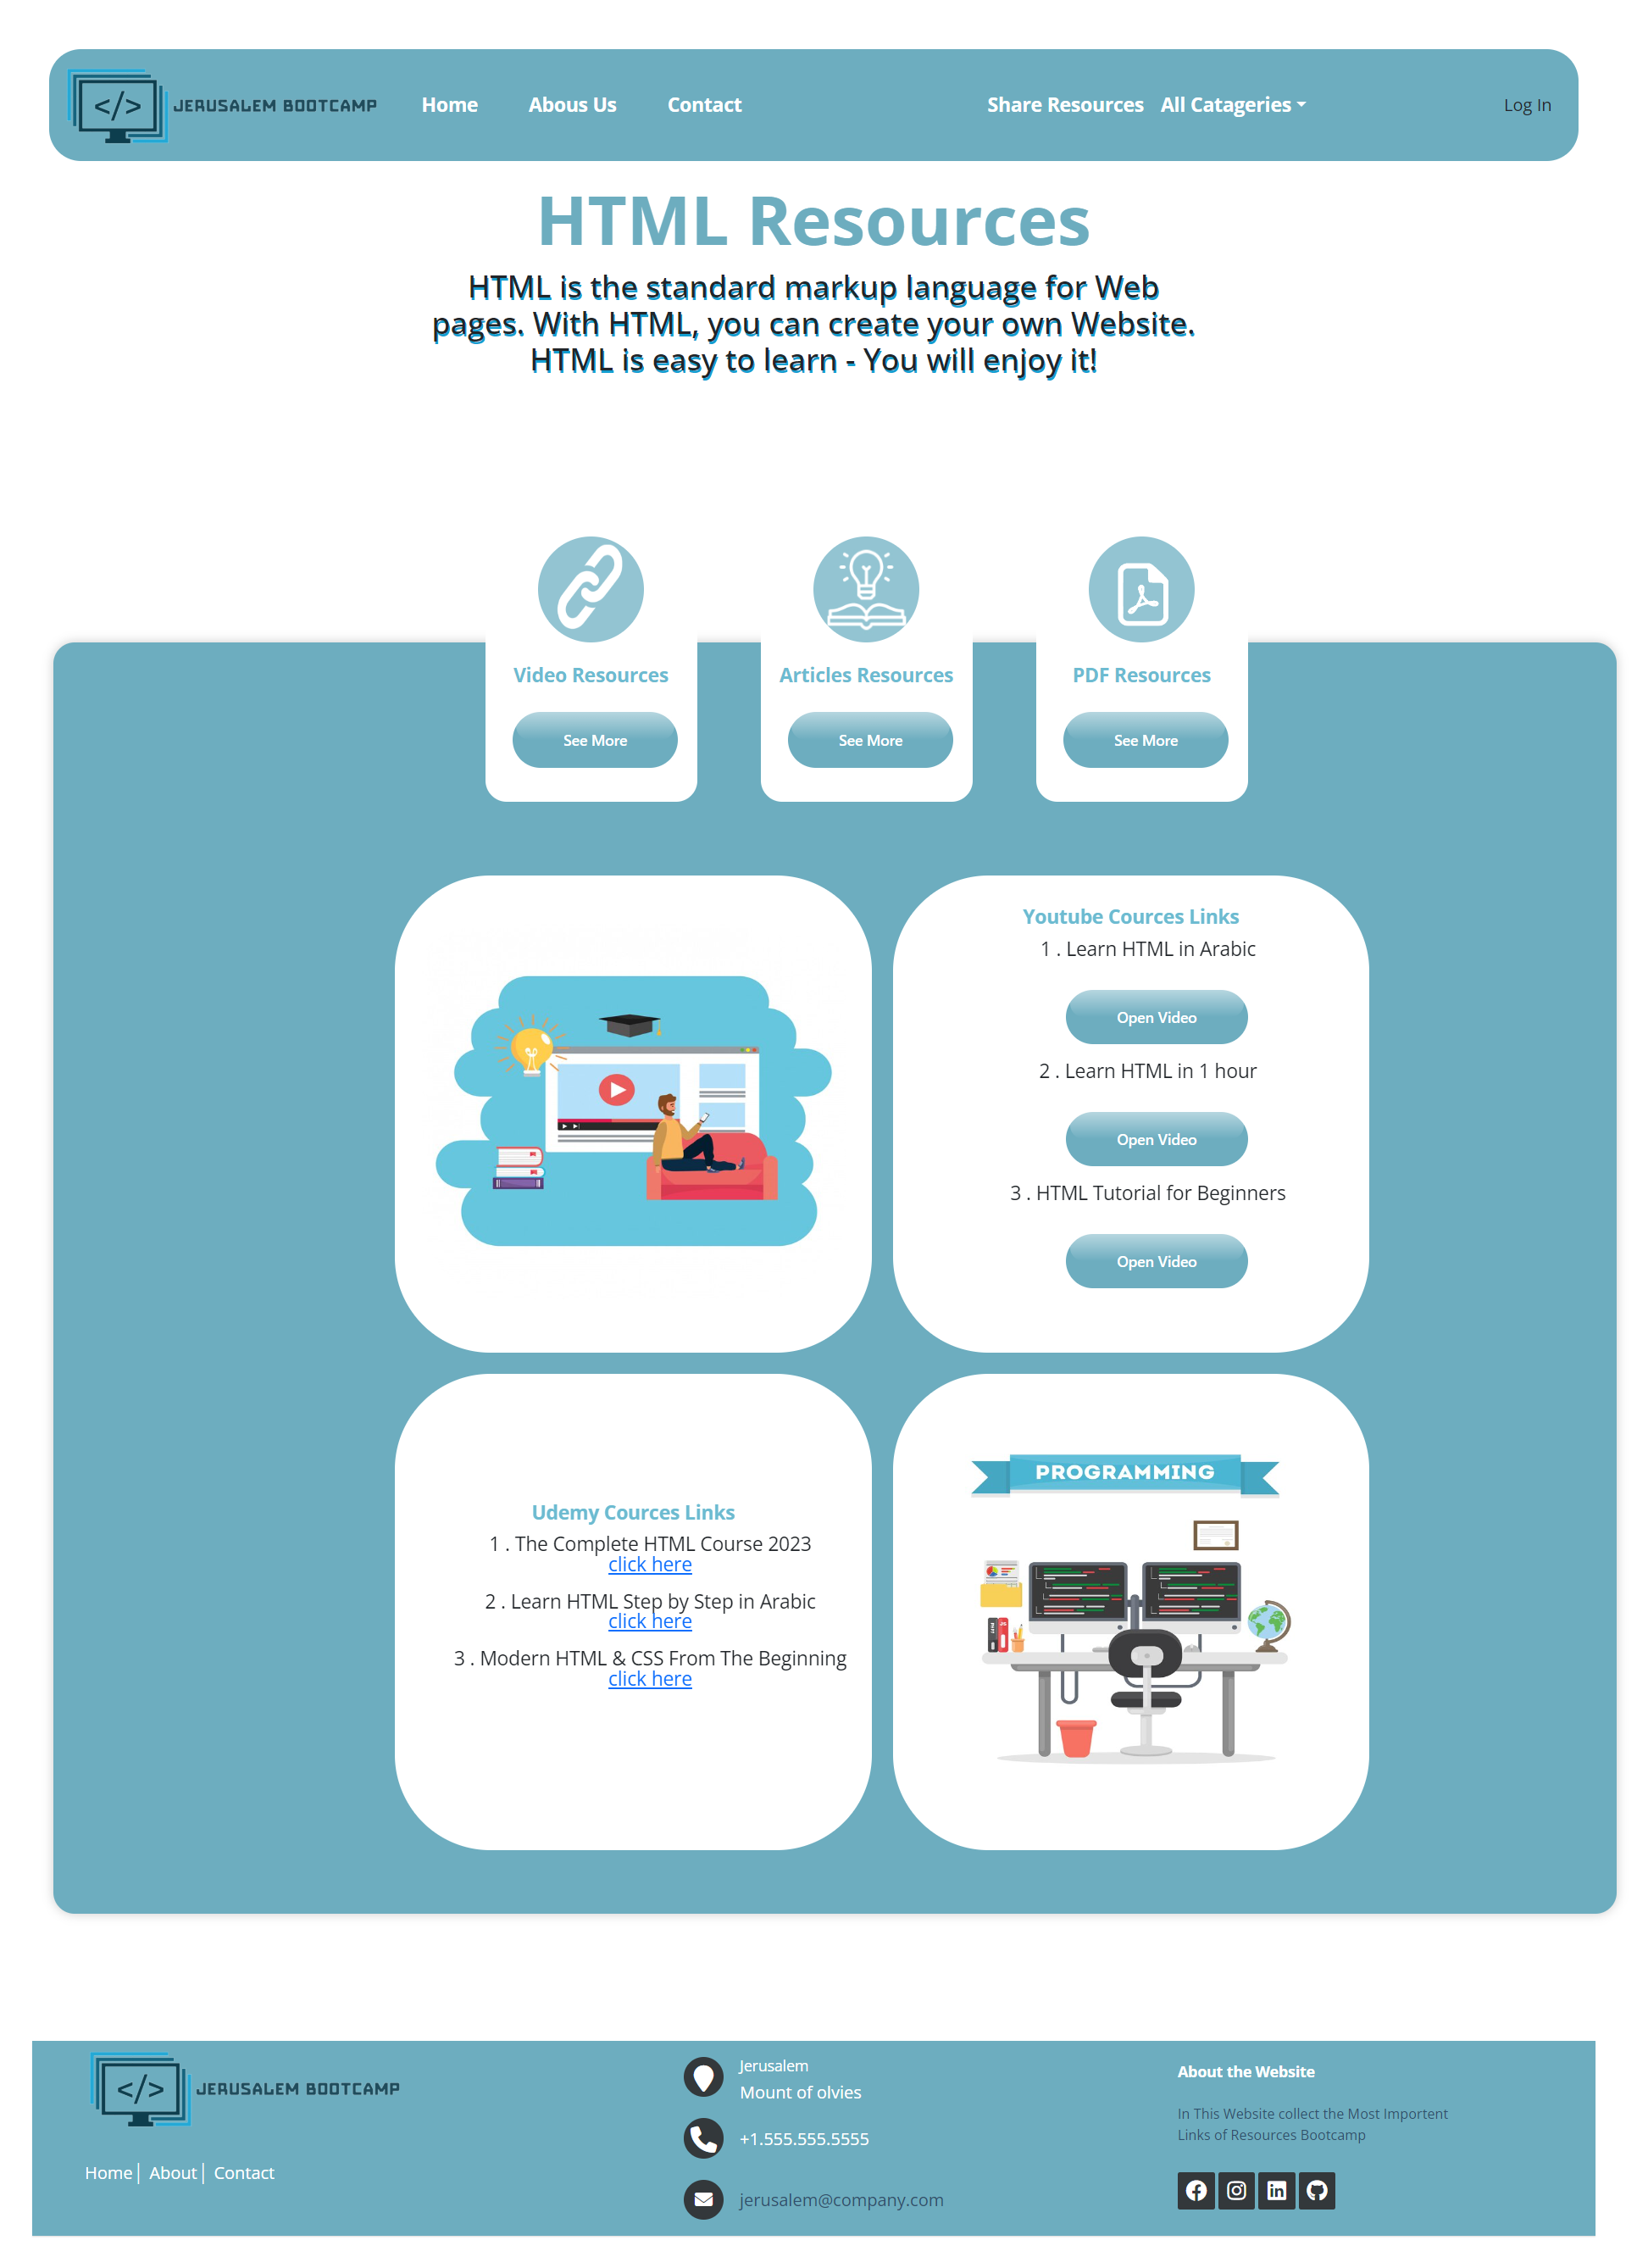 JERUSALEM BOOTCAMP
Home
Abous Us
Contact
Share Resources
All Catageries
Log In
HTML Resources
HTML is the standard markup language for Web
pages. With HTML, you can create your own Website.
HTML is easy to learn - You will enjoy it!
Video Resources
Articles Resources
PDF Resources
See More
See More
See More
Youtube Cources Links
1 . Learn HTML in Arabic
Open Video
2 . Learn HTML in 1 hour
Open Video
3 . HTML Tutorial for Beginners
Open Video
Udemy Cources Links
1 . The Complete HTML Course 2023
click here
2 . Learn HTML Step by Step in Arabic
click here
3 . Modern HTML & CSS From The Beginning
click here
PROGRAMMING
JERUSALEM BOOTCAMP
Home
About
Contact
Jerusalem
Mount of olvies
+1.555.555.5555
jerusalem@company.com
About the Website
In This Website collect the Most Importent
Links of Resources Bootcamp